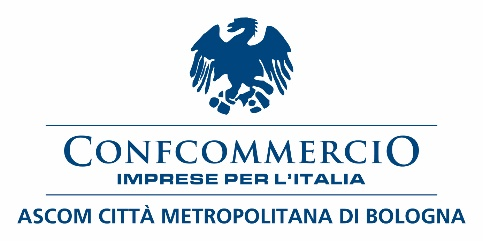 CONFCOMMERCIO
IMPRESE PER L'ITALIA
ASCOM CITTÀ METROPOLITANA DI BOLOGNA